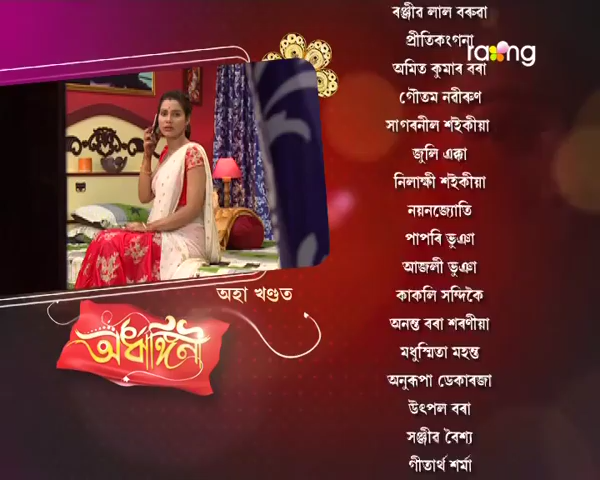 ৰঞ্জীৱ লাল বৰুৱা
প্ৰীতিকংগনা
rang
অমিত কুমাৰ বৰা
গৌতম নবীৰুণ
সাগৰনীল শইকীয়া
জুলি এক্কা
নিলাক্ষী শইকীয়া
নয়নজ্যোতি
পাপৰি ভূঞা
আজলী ভূঞা
কাকলি সন্দিকৈ
অনন্ত বৰা শৰণীয়া
মধুস্মিতা মহন্ত
অনুৰূপা ডেকাৰজা
উৎপল বৰা
সঞ্জীৱ বৈশ্য
গীতাৰ্থ শৰ্মা
অহা খণ্ডত
অৰ্ধাঙ্গিনী